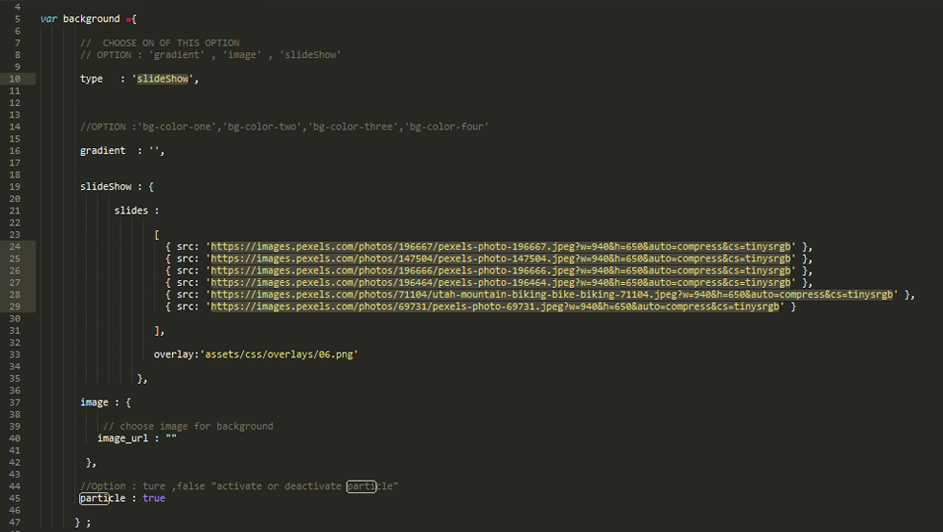 4
5 var background ={
6
7 // CHOOSE ON OF THIS OPTION
8 // OPTION : 'gradient' , 'image' , 'slideShow'
9
10 type : 'slideShow',
11
12
13
14 //OPTION :'bg-color-one','bg-color-two','bg-color-three','bg-color-four'
15
16 gradient : '',
17
18
19 slideShow : {
20
21 slides :
22
23 [
24 { src: 'https://images.pexels.com/photos/196667/pexels-photo-196667.jpeg?w=940&h=650&auto=compress&cs=tinysrgb' },
25 { src: 'https://images.pexels.com/photos/147504/pexels-photo-147504.jpeg?w=940&h=650&auto=compress&cs=tinysrgb' },
26 { src: 'https://images.pexels.com/photos/196666/pexels-photo-196666.jpeg?w=940&h=650&auto=compress&cs=tinysrgb' },
27 { src: 'https://images.pexels.com/photos/196464/pexels-photo-196464.jpeg?w=940&h=650&auto=compress&cs=tinysrgb' },
28 { src: 'https://images.pexels.com/photos/71104/utah-mountain-biking-bike-biking-71104.jpeg?w=940&h=650&auto=compress&cs=tinysrgb' },
29 { src: 'https://images.pexels.com/photos/69731/pexels-photo-69731.jpeg?w=940&h=650&auto=compress&cs=tinysrgb' }
30
31 ],
32
33 overlay:'assets/css/overlays/06.png'
34
35 },
36
37 image : {
38
39 // choose image for background
40 image_url : ""
41
42 },
43
44 //Option : ture ,false "activate or deactivate particle"
45 particle : true
46
47 } ;